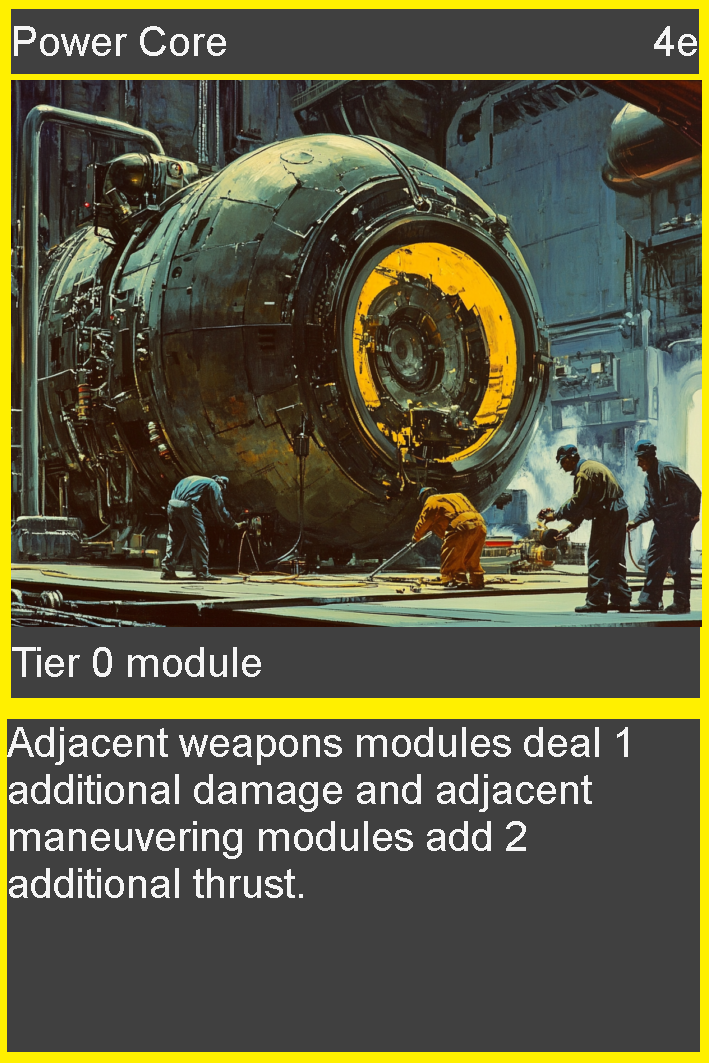 Power Core 4e
Tier 0 module
Adjacent weapons modules deal 1
additional damage and adjacent
maneuvering modules add 2
additional thrust.